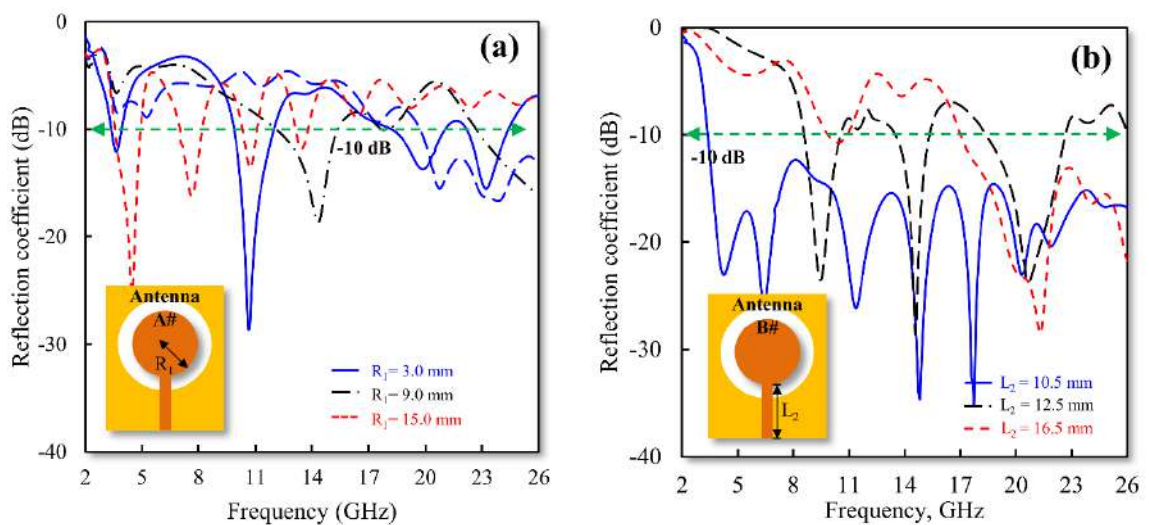 (a)
Reflection coefficient (dB)
0
-10
-20
-30
-40
-10 dB
Antenna
A#
R1
R1= 3.0 mm
R1= 9.0 mm
R1= 15.0 mm
2 5 8 11 14 17 20 23 26
Frequency (GHz)
(b)
Reflection coefficient (dB)
0
-10
-20
-30
-40
-10 dB
Antenna
B#
L2
L2 = 10.5 mm
L2 = 12.5 mm
L2 = 16.5 mm
2 5 8 11 14 17 20 23 26
Frequency, GHz